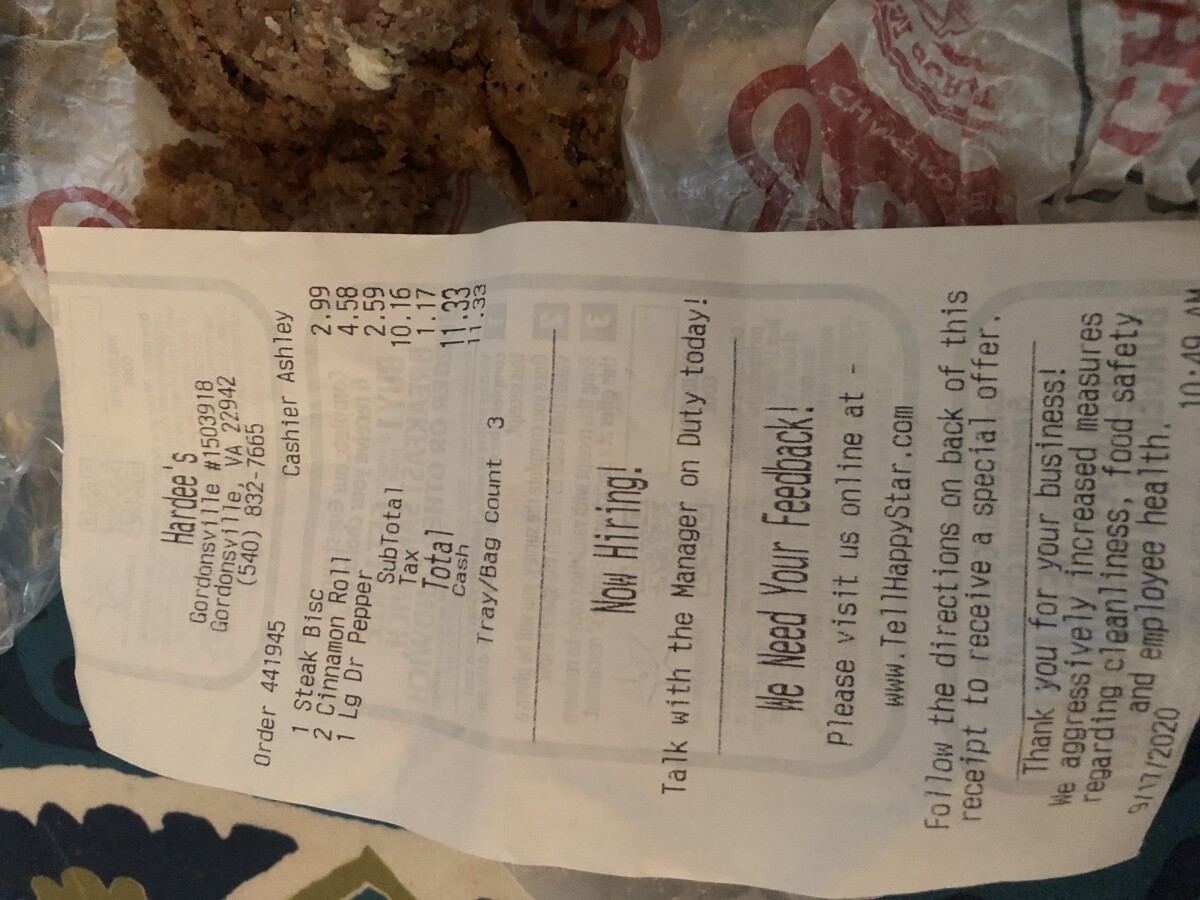 Hardee's
Gordonsville #1503918
Gordonsville, VA 22942
(540) 832-7665
Order 441945 Cashier Ashley
1 Steak Bisc 2.99
2 Cinnamon Roll 4.58
1 Lg Dr Pepper 2.59
SubTotal 10.16
Tax 1.17
Total 11.33
Cash 11.33
Tray/Bag Count 3
Now Hiring!
Talk with the Manager on Duty today!
We Need Your Feedback!
Please visit us online at -
www.TellHappyStar.com
Follow the directions on back of this
receipt to receive a special offer.
Thank you for your business!
We aggressively increased measures
regarding cleanliness, food safety
and employee health.
9/17/2020 10:49 AM